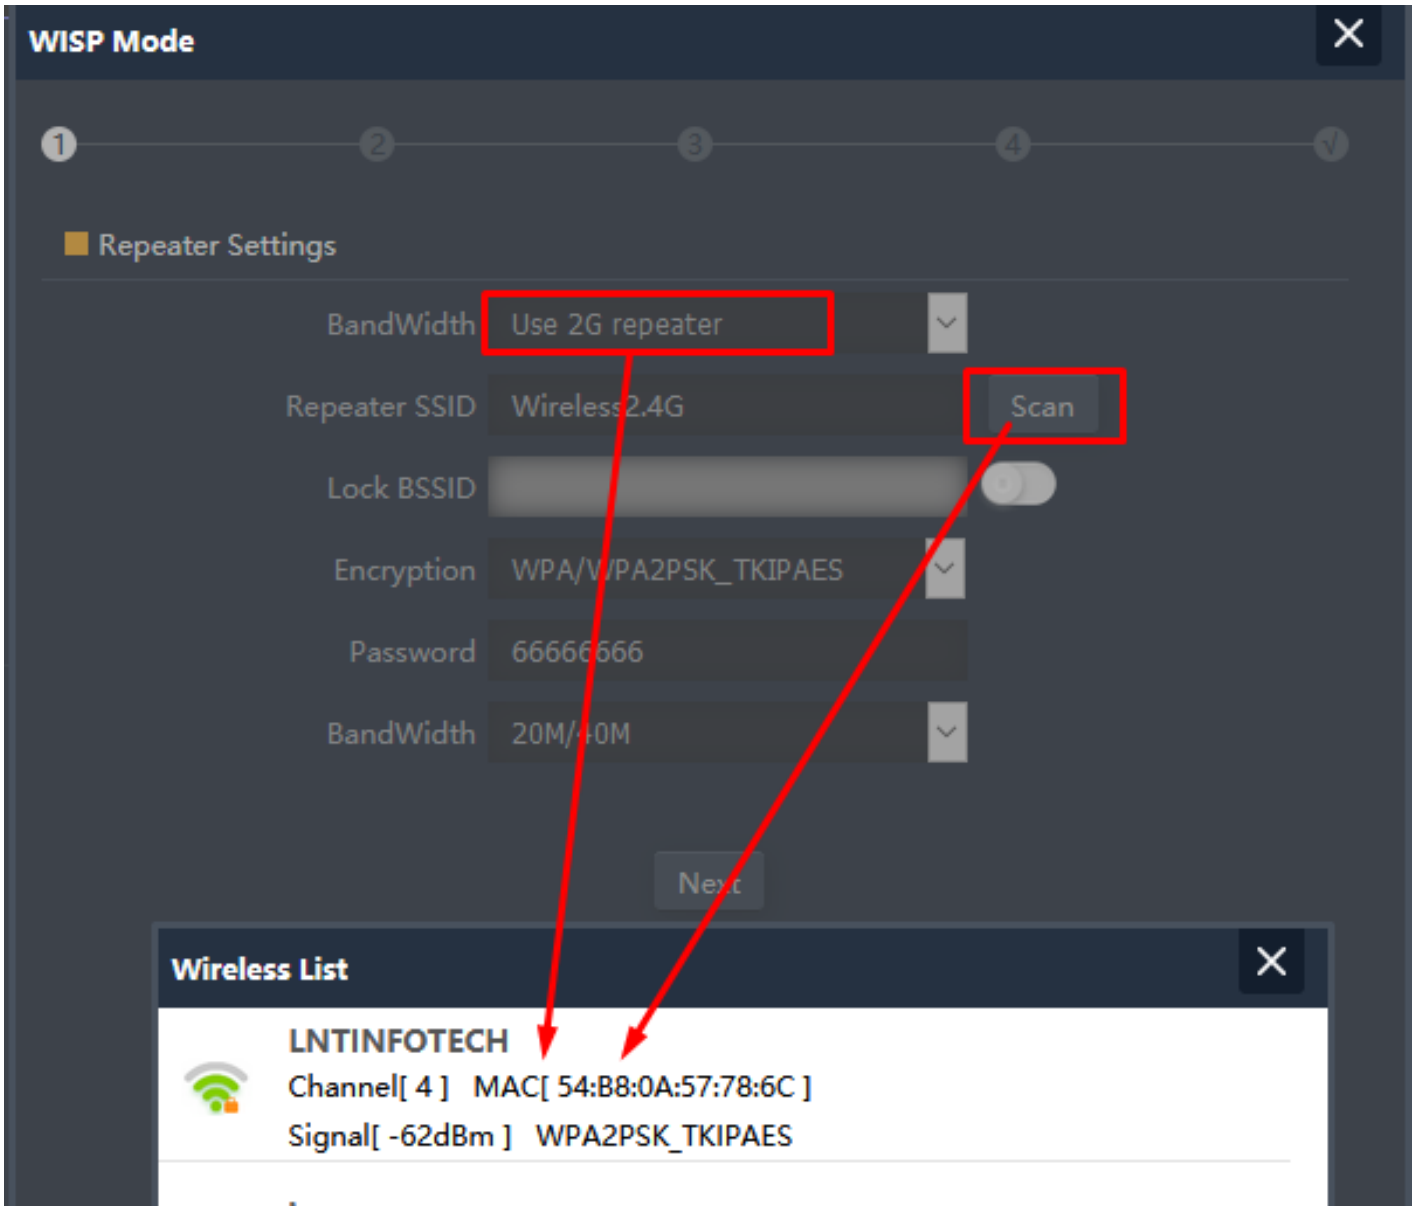 WISP Mode
1 2 3 4 √
Repeater Settings
BandWidth Use 2G repeater
Repeater SSID Wireless2.4G Scan
Lock BSSID
Encryption WPA/WPA2PSK_TKIPAES
Password 66666666
BandWidth 20M/40M
Next
Wireless List
LNTINFOTECH
Channel[ 4 ] MAC[ 54:B8:0A:57:78:6C ]
Signal[ -62dBm ] WPA2PSK_TKIPAES